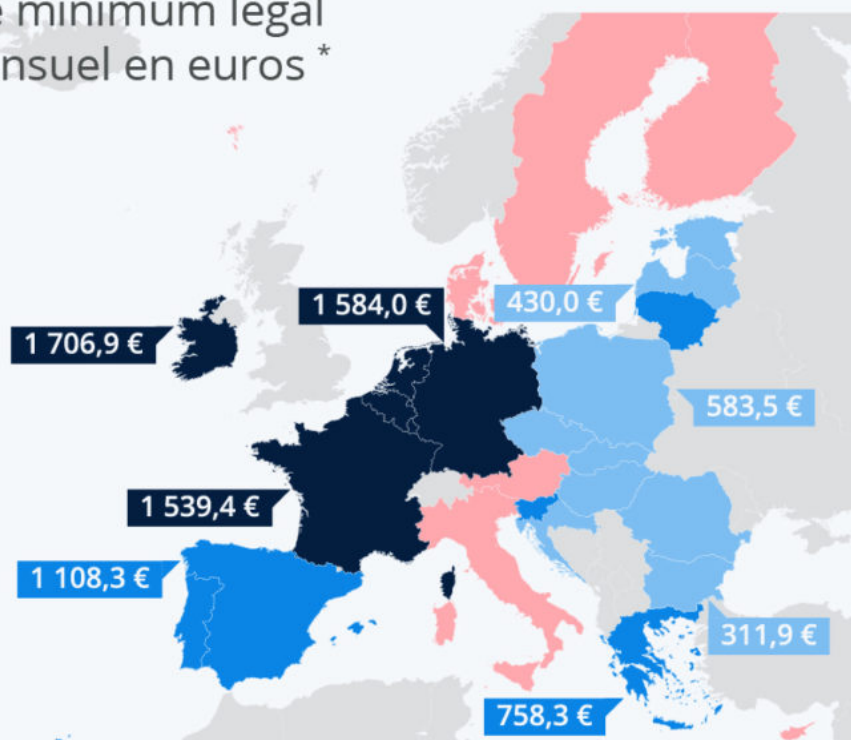 minimum legal
nsuel en euros *
1 584,0 €
430,0 €
1 706,9 €
583,5 €
1 539,4 €
1 108,3 €
311,9 €
758,3 €